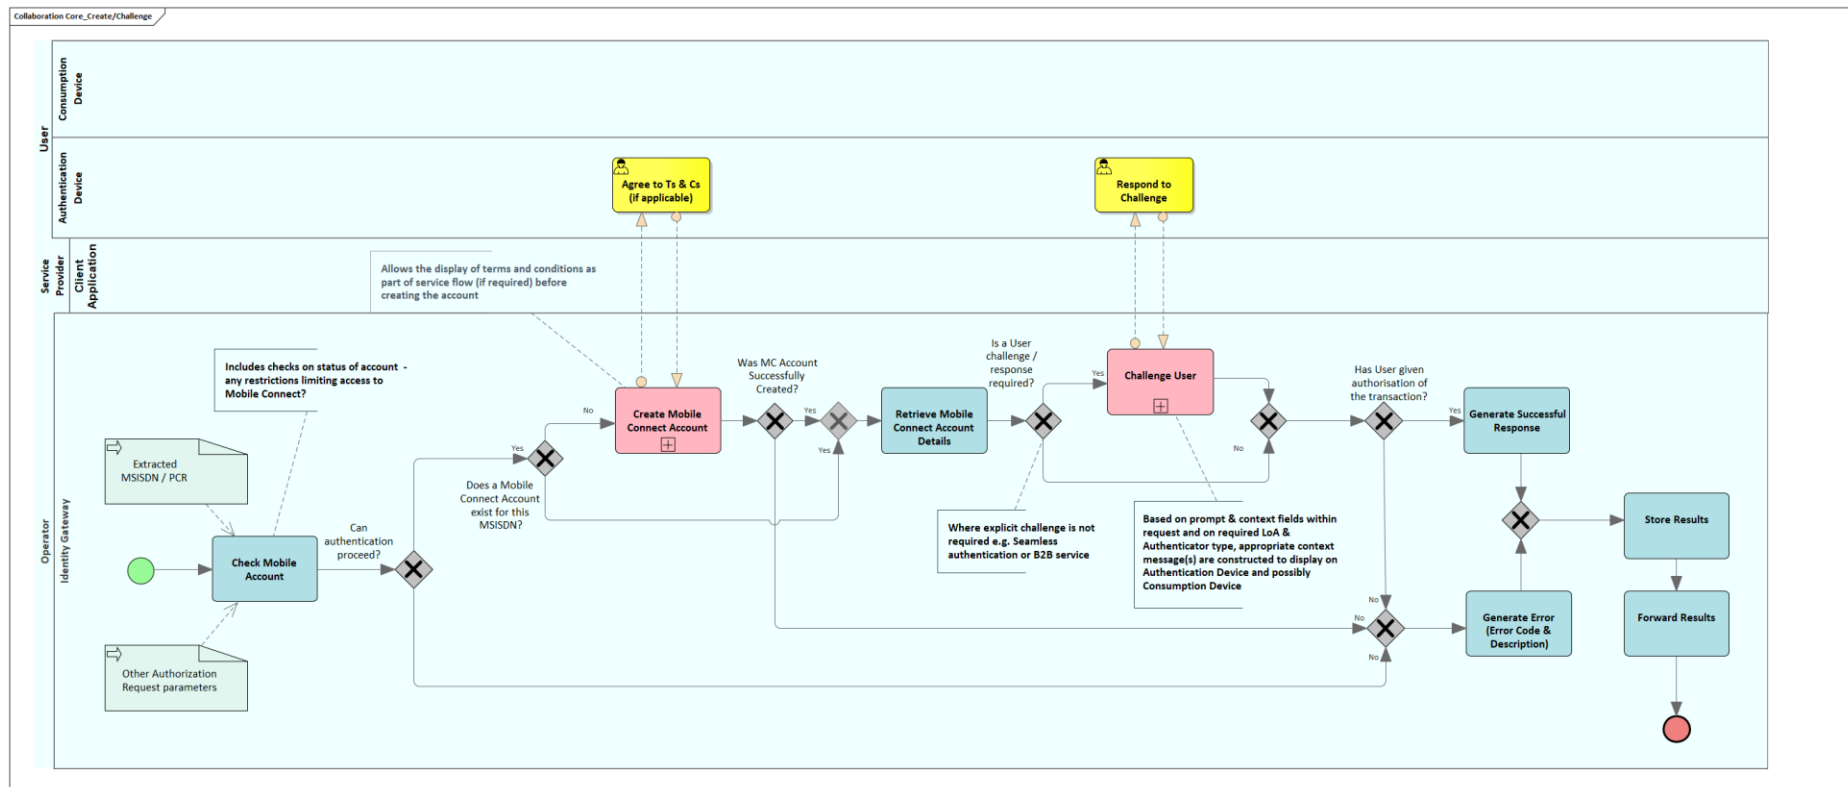 Collaboration Core_Create/Challenge
User
Consumption
Device
Authentication
Device
Agree to Ts & Cs
(if applicable)
Respond to
Challenge
Service
Provider
Client
Application
Allows the display of terms and conditions as
part of service flow (if required) before
creating the account
Operator
Identity Gateway
Includes checks on status of account -
any restrictions limiting access to
Mobile Connect?
Extracted
MSISDN / PCR
Check Mobile
Account
Other Authorization
Request parameters
Can
authentication
proceed?
Yes
Does a Mobile
Connect Account
exist for this
MSISDN?
No
Create Mobile
Connect Account
Was MC Account
Successfully
Created?
Yes
Yes
Retrieve Mobile
Connect Account
Details
Is a User
challenge /
response
required?
Yes
Challenge User
No
Where explicit challenge is not
required e.g. Seamless
authentication or B2B service
Based on prompt & context fields within
request and on required LoA &
Authenticator type, appropriate context
message(s) are constructed to display on
Authentication Device and possibly
Consumption Device
Has User given
authorisation of
the transaction?
Yes
Generate Successful
Response
No
No
No
Generate Error
(Error Code &
Description)
Store Results
Forward Results